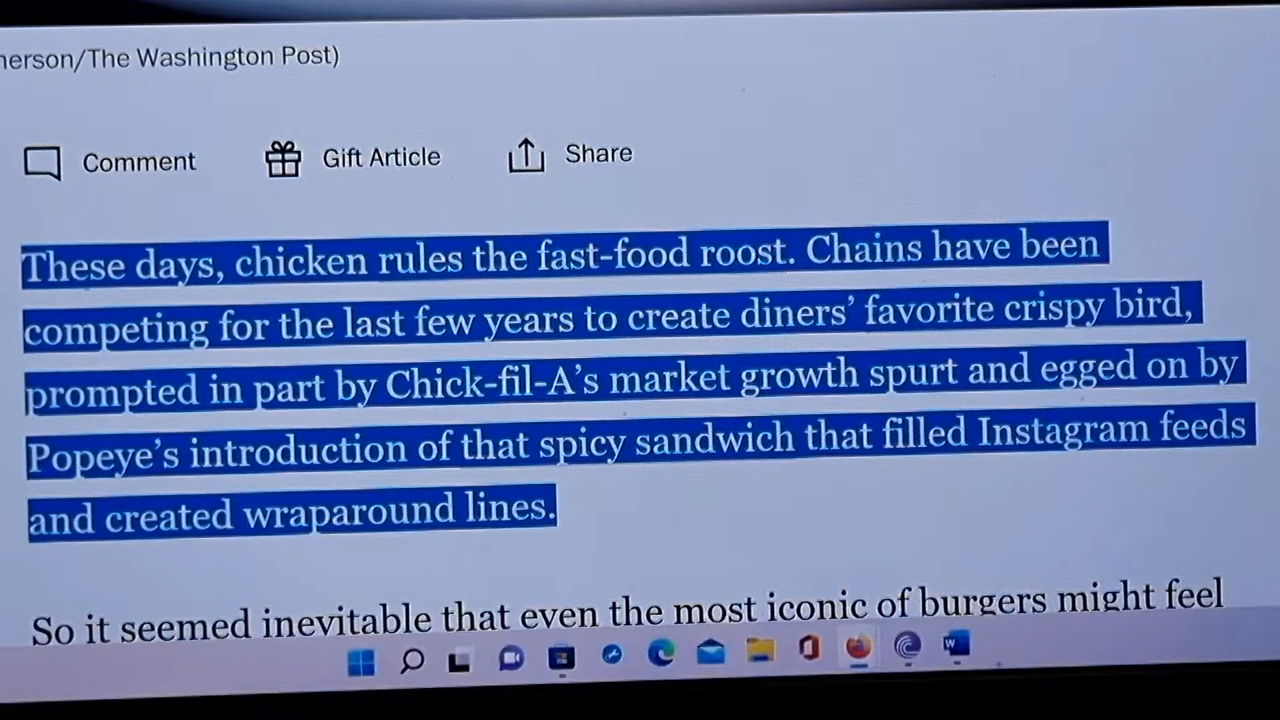 herson/The Washington Post)
Comment Gift Article Share
These days, chicken rules the fast-food roost. Chains have been
competing for the last few years to create diners’ favorite crispy bird,
prompted in part by Chick-fil-A’s market growth spurt and egged on by
Popeye’s introduction of that spicy sandwich that filled Instagram feeds
and created wraparound lines.
So it seemed inevitable that even the most iconic of burgers might feel